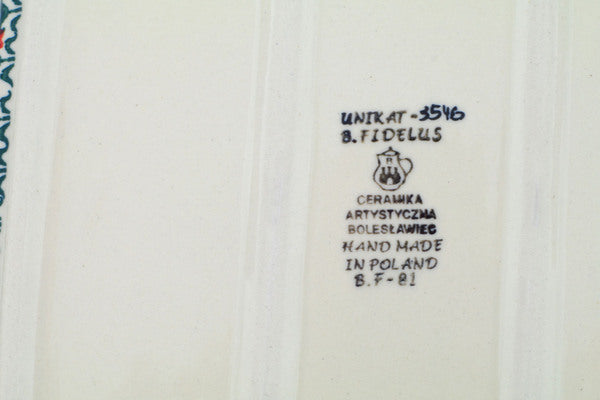 UNIKAT-3546
B. FIDELUS
CERAMIKA
ARTYSTYCZNA
BOLESŁAWIEC
HAND MADE
IN POLAND
B.F-81